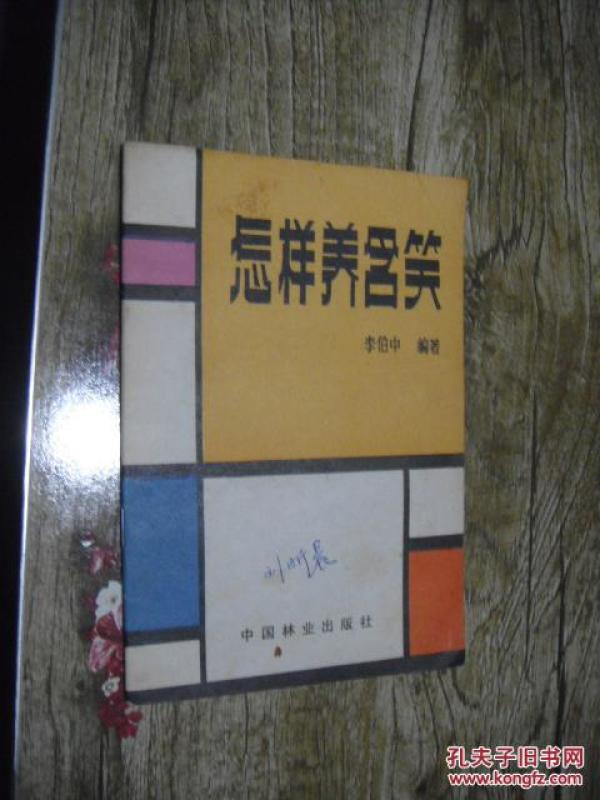 怎样养含笑
李伯中 编著
中国林业出版社
孔夫子旧书网
www.kongfz.com